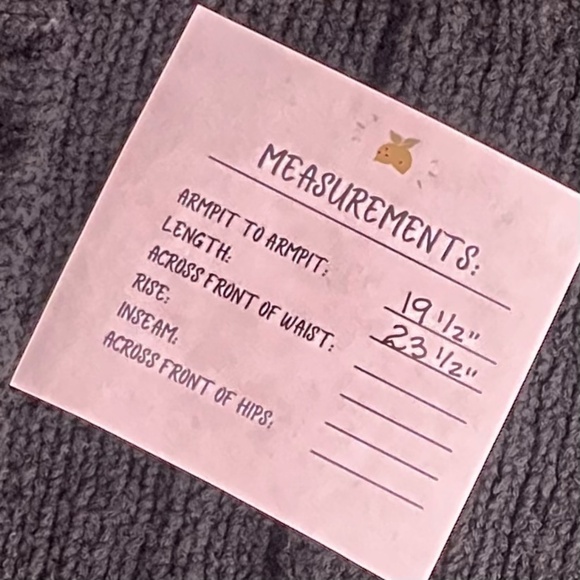 MEASUREMENTS:
ARMPIT TO ARMPIT: 19 1/2"
LENGTH: 23 1/2"
ACROSS FRONT OF WAIST:
RISE:
INSEAM:
ACROSS FRONT OF HIPS: